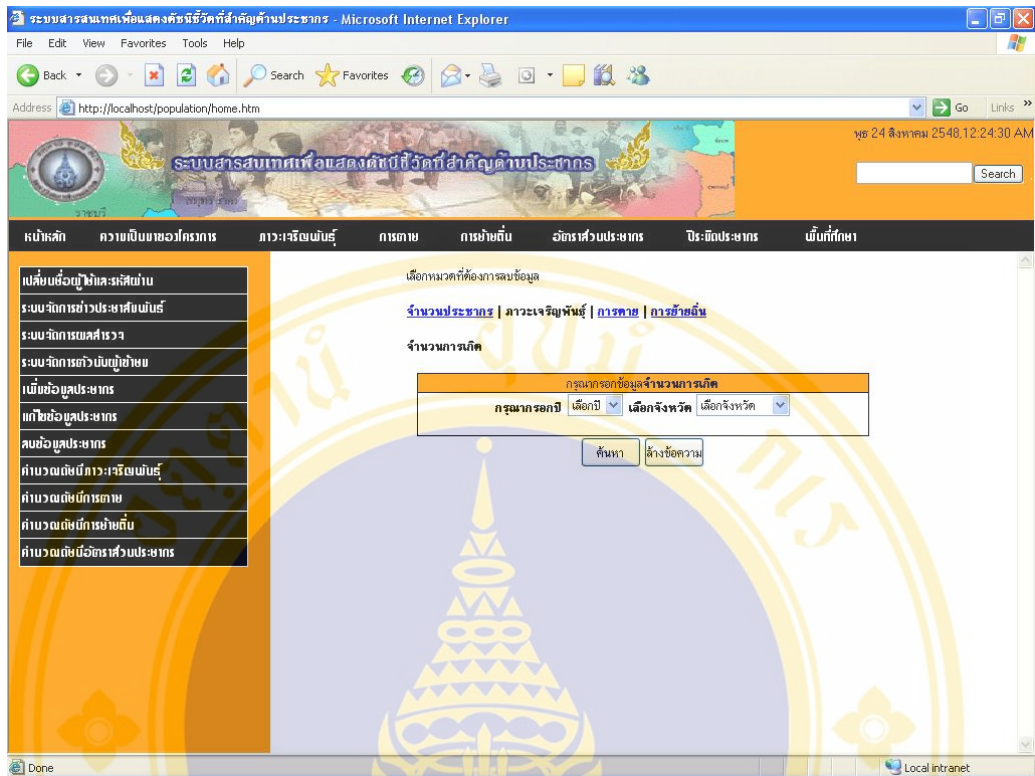 ระบบสารสนเทศเพื่อแสดงดัชนีชี้วัดที่สำคัญด้านประชากร - Microsoft Internet Explorer
File Edit View Favorites Tools Help
Back Search Favorites
Address http://localhost/population/home.htm Go Links »
พุธ 24 สิงหาคม 2548,12:24:30 AM
ระบบสารสนเทศเพื่อแสดงดัชนีชี้วัดที่สำคัญด้านประชากร
Search
ราชบุรี
หน้าหลัก ความเป็นมาของโครงการ ภาวะเจริญพันธุ์ การตาย การย้ายถิ่น อัตราส่วนประชากร ปิระมิดประชากร พื้นที่ศึกษา
เปลี่ยนชื่อผู้ใช้และรหัสผ่าน
ระบบจัดการข่าวประชาสัมพันธ์
ระบบจัดการผลสำรวจ
ระบบจัดการตัวนับผู้เข้าชม
เพิ่มข้อมูลประชากร
แก้ไขข้อมูลประชากร
ลบข้อมูลประชากร
คำนวณดัชนีภาวะเจริญพันธุ์
คำนวณดัชนีการตาย
คำนวณดัชนีการย้ายถิ่น
คำนวณดัชนีอัตราส่วนประชากร
เลือกหมวดที่ต้องการลบข้อมูล
จำนวนประชากร | ภาวะเจริญพันธุ์ | การตาย | การย้ายถิ่น
จำนวนการเกิด
กรุณากรอกข้อมูลจำนวนการเกิด
กรุณากรอกปี เลือกปี เลือกจังหวัด เลือกจังหวัด
ค้นหา ล้างข้อความ
Done Local intranet